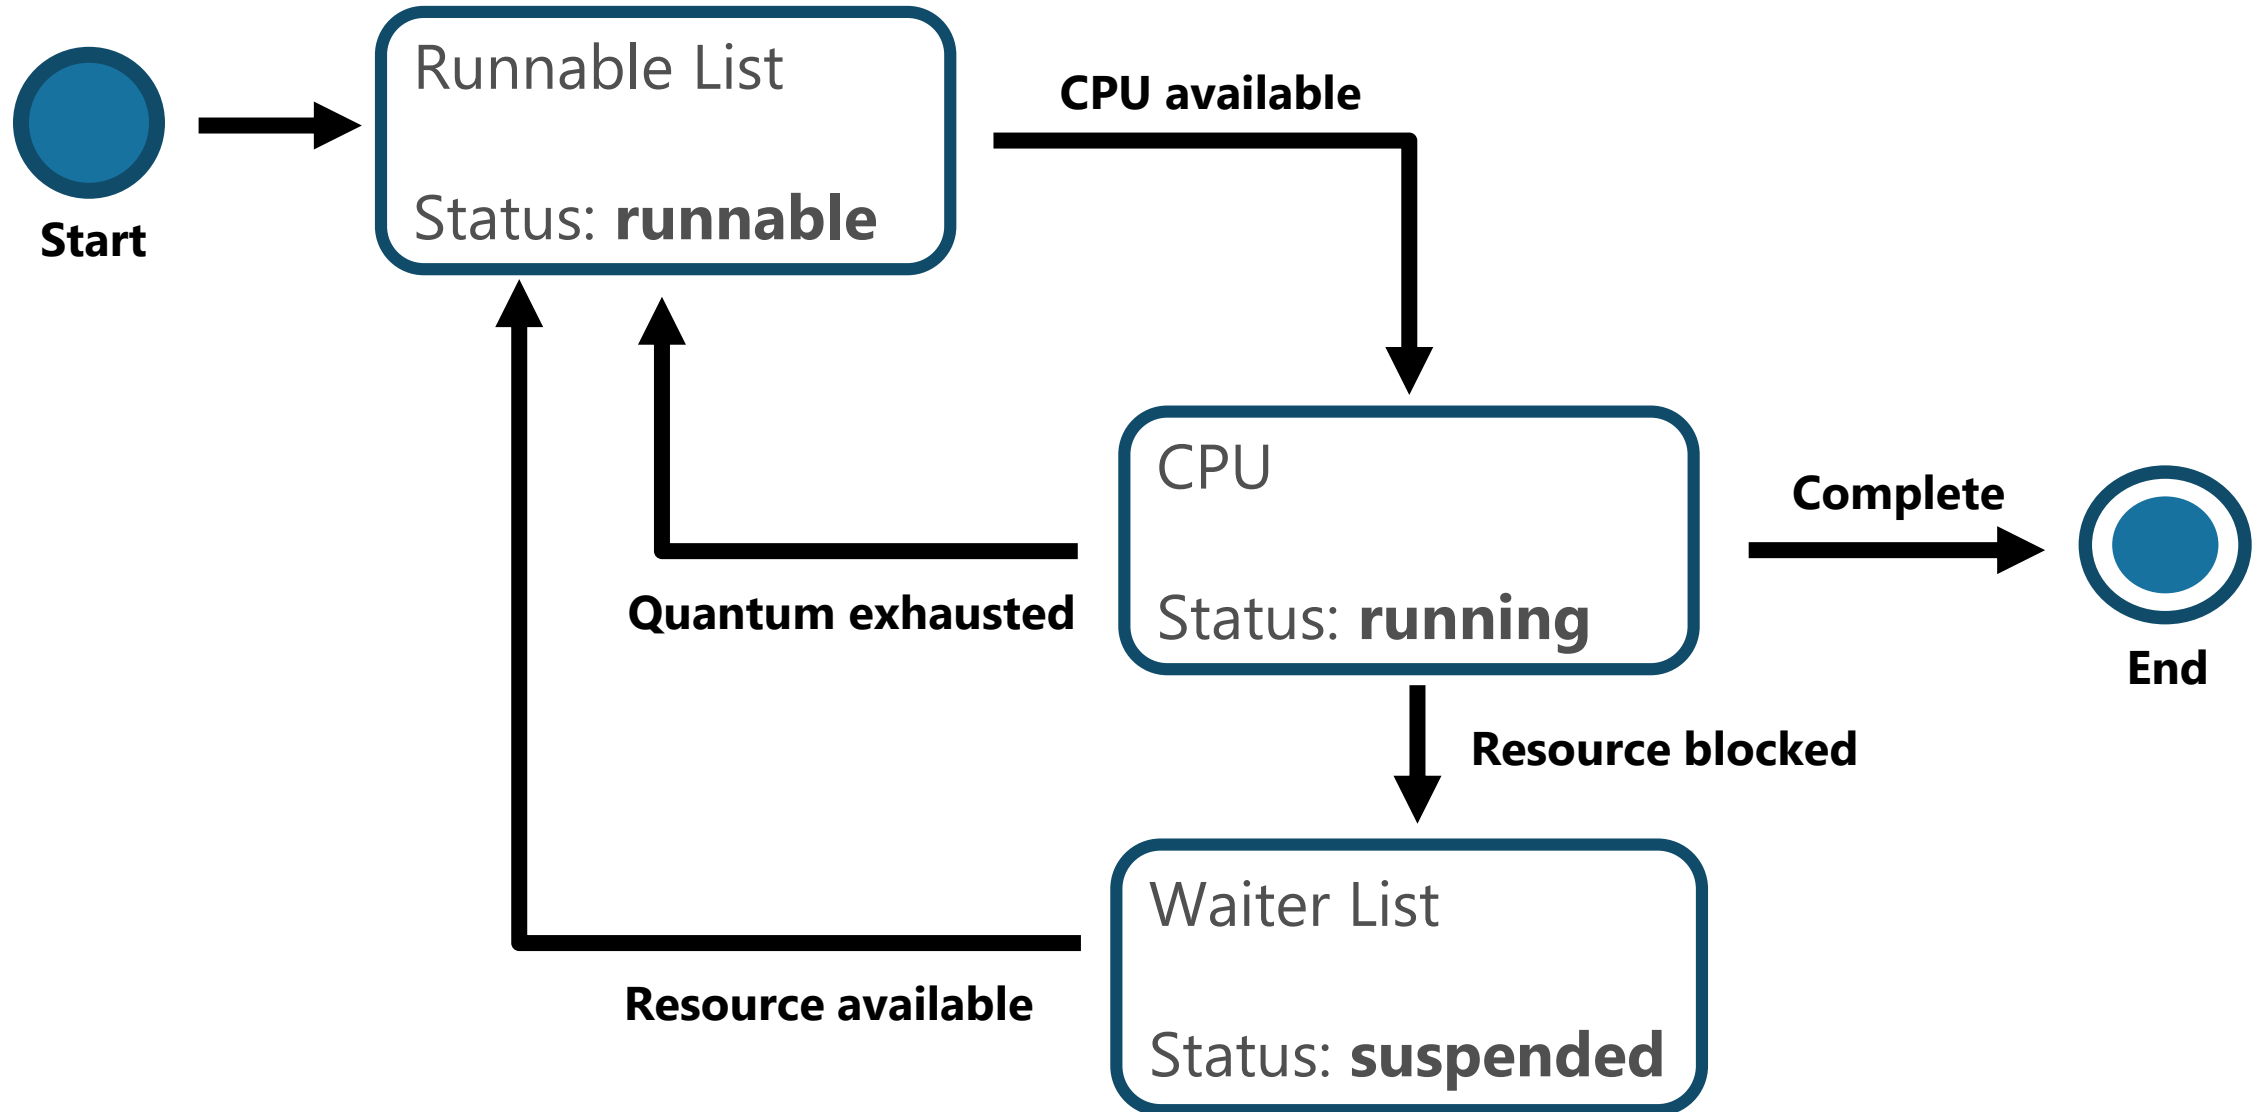 Runnable List
Status: runnable
Start
CPU available
CPU
Status: running
Quantum exhausted
Complete
End
Resource blocked
Waiter List
Status: suspended
Resource available